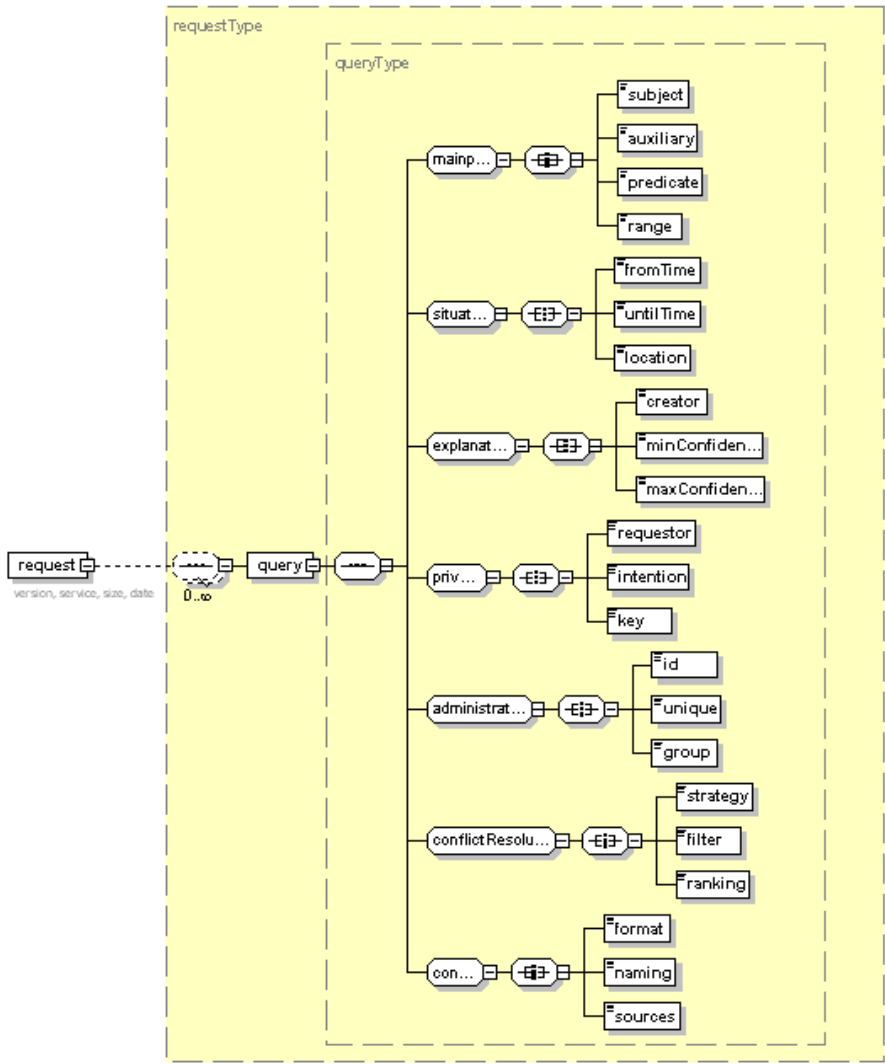 requestType
queryType
subject
auxiliary
mainp...
predicate
range
fromTime
situat...
untilTime
location
creator
explanat...
minConfiden...
maxConfiden...
requestor
request
query
priv...
intention
version, service, size, date
0..∞
key
id
administrat...
unique
group
strategy
conflictResolu...
filter
ranking
format
con...
naming
sources